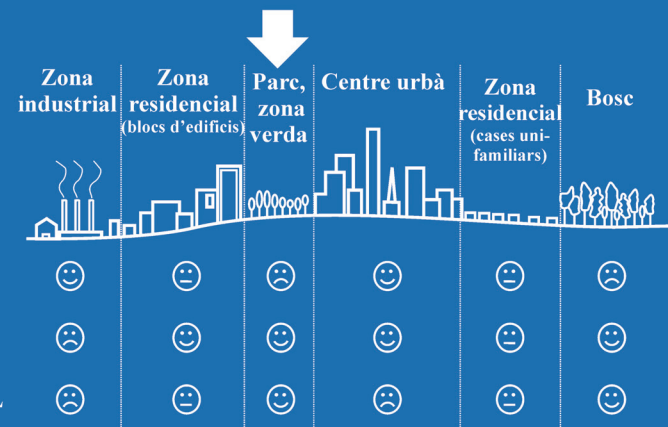 Zona
industrial
Zona
residencial
(blocs d'edificis)
Parc,
zona
verda
Centre urbà
Zona
residencial
(cases uni-
familiars)
Bosc